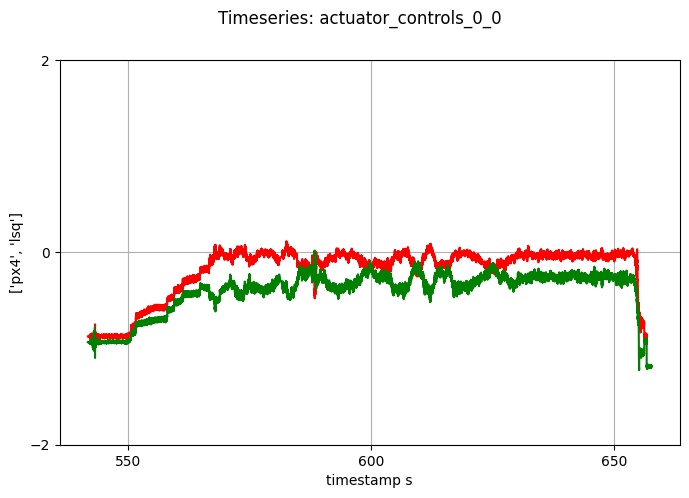 Timeseries: actuator_controls_0_0
['px4', 'lsq']
2
0
−2
550
600
650
timestamp s